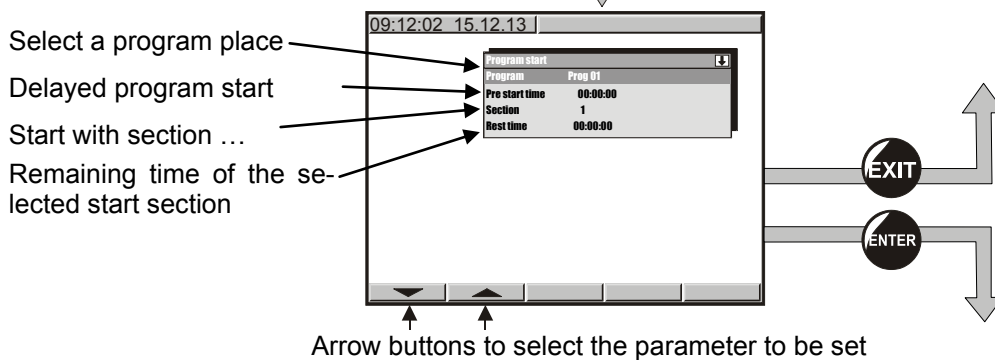 09:12:02 15.12.13
Select a program place
Delayed program start
Start with section …
Remaining time of the se-
lected start section
Program start
Program Prog 01
Pre start time 00:00:00
Section 1
Rest time 00:00:00
EXIT
ENTER
Arrow buttons to select the parameter to be set